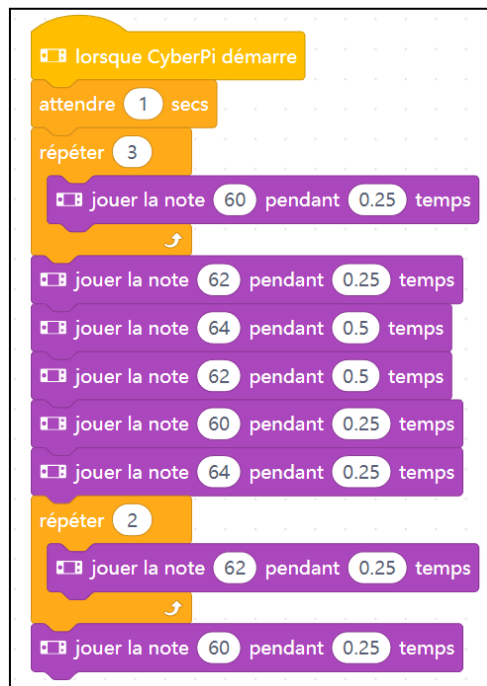 lorsque CyberPi démarre
attendre 1 secs
répéter 3
jouer la note 60 pendant 0.25 temps
jouer la note 62 pendant 0.25 temps
jouer la note 64 pendant 0.5 temps
jouer la note 62 pendant 0.5 temps
jouer la note 60 pendant 0.25 temps
jouer la note 64 pendant 0.25 temps
répéter 2
jouer la note 62 pendant 0.25 temps
jouer la note 60 pendant 0.25 temps